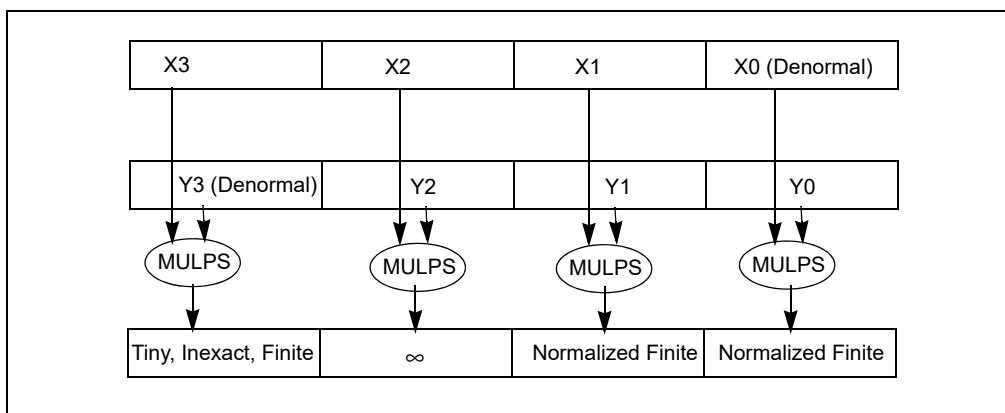 X3 X2 X1 X0 (Denormal)
Y3 (Denormal) Y2 Y1 Y0
MULPS MULPS MULPS MULPS
Tiny, Inexact, Finite ∞ Normalized Finite Normalized Finite